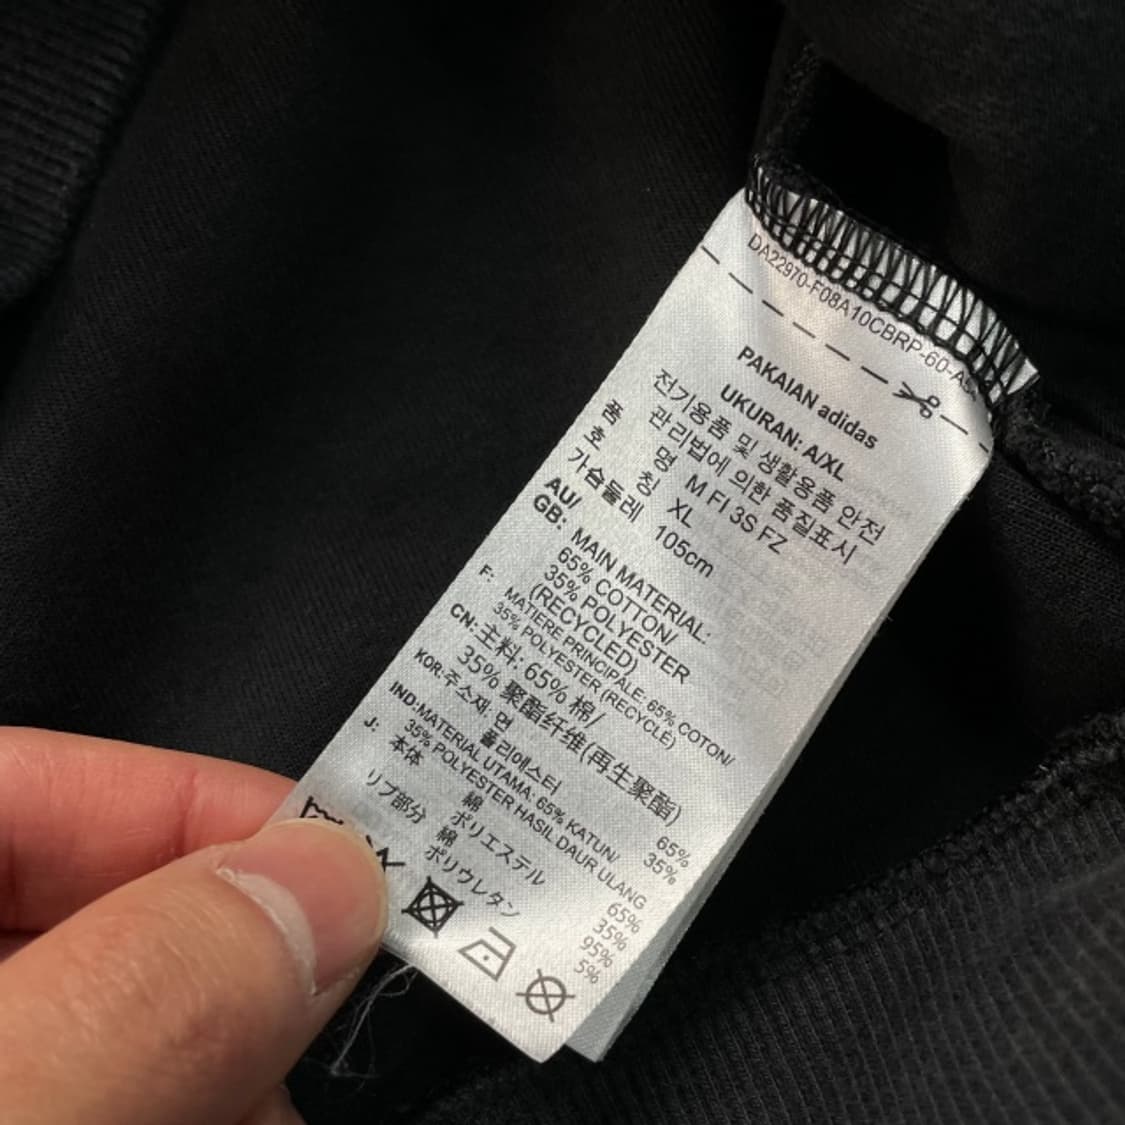 DA22970-F08A10CBRP-60-A5
PAKAIAN adidas
UKURAN: A/XL
전기용품 및 생활용품 안전
관리법에 의한 품질표시
품 명 M FI 3S FZ
호 칭 XL
가슴둘레 105cm
AU/
GB: MAIN MATERIAL:
65% COTTON/
35% POLYESTER
(RECYCLED)
F: MATIERE PRINCIPALE: 65% COTON/
35% POLYESTER (RECYCLÉ)
CN: 主料: 65% 棉/
35% 聚酯纤维(再生聚酯)
KOR: 주소재: 면 65%
폴리에스터 35%
IND: MATERIAL UTAMA: 65% KATUN/
35% POLYESTER HASIL DAUR ULANG
J: 本体 綿 65%
ポリエステル 35%
リブ部分 綿 95%
ポリウレタン 5%